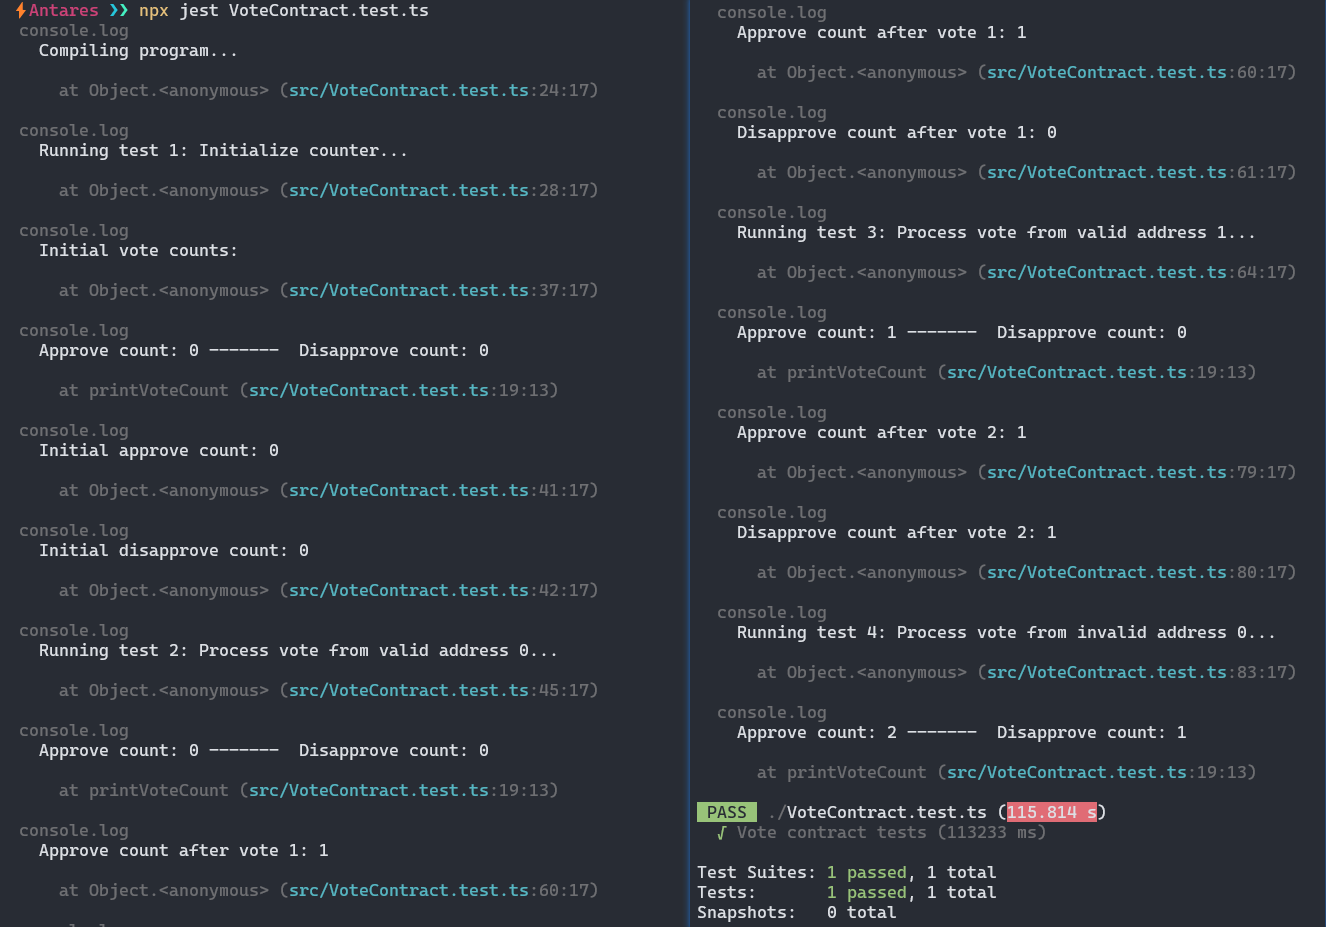 Antares ❯❯ npx jest VoteContract.test.ts
console.log
Compiling program...
at Object.<anonymous> (src/VoteContract.test.ts:24:17)
console.log
Running test 1: Initialize counter...
at Object.<anonymous> (src/VoteContract.test.ts:28:17)
console.log
Initial vote counts:
at Object.<anonymous> (src/VoteContract.test.ts:37:17)
console.log
Approve count: 0 -------  Disapprove count: 0
at printVoteCount (src/VoteContract.test.ts:19:13)
console.log
Initial approve count: 0
at Object.<anonymous> (src/VoteContract.test.ts:41:17)
console.log
Initial disapprove count: 0
at Object.<anonymous> (src/VoteContract.test.ts:42:17)
console.log
Running test 2: Process vote from valid address 0...
at Object.<anonymous> (src/VoteContract.test.ts:45:17)
console.log
Approve count: 0 -------  Disapprove count: 0
at printVoteCount (src/VoteContract.test.ts:19:13)
console.log
Approve count after vote 1: 1
at Object.<anonymous> (src/VoteContract.test.ts:60:17)
console.log
Approve count after vote 1: 1
at Object.<anonymous> (src/VoteContract.test.ts:60:17)
console.log
Disapprove count after vote 1: 0
at Object.<anonymous> (src/VoteContract.test.ts:61:17)
console.log
Running test 3: Process vote from valid address 1...
at Object.<anonymous> (src/VoteContract.test.ts:64:17)
console.log
Approve count: 1 -------  Disapprove count: 0
at printVoteCount (src/VoteContract.test.ts:19:13)
console.log
Approve count after vote 2: 1
at Object.<anonymous> (src/VoteContract.test.ts:79:17)
console.log
Disapprove count after vote 2: 1
at Object.<anonymous> (src/VoteContract.test.ts:80:17)
console.log
Running test 4: Process vote from invalid address 0...
at Object.<anonymous> (src/VoteContract.test.ts:83:17)
console.log
Approve count: 2 -------  Disapprove count: 1
at printVoteCount (src/VoteContract.test.ts:19:13)
PASS ./VoteContract.test.ts (115.814 s)
√ Vote contract tests (113233 ms)
Test Suites: 1 passed, 1 total
Tests: 1 passed, 1 total
Snapshots: 0 total